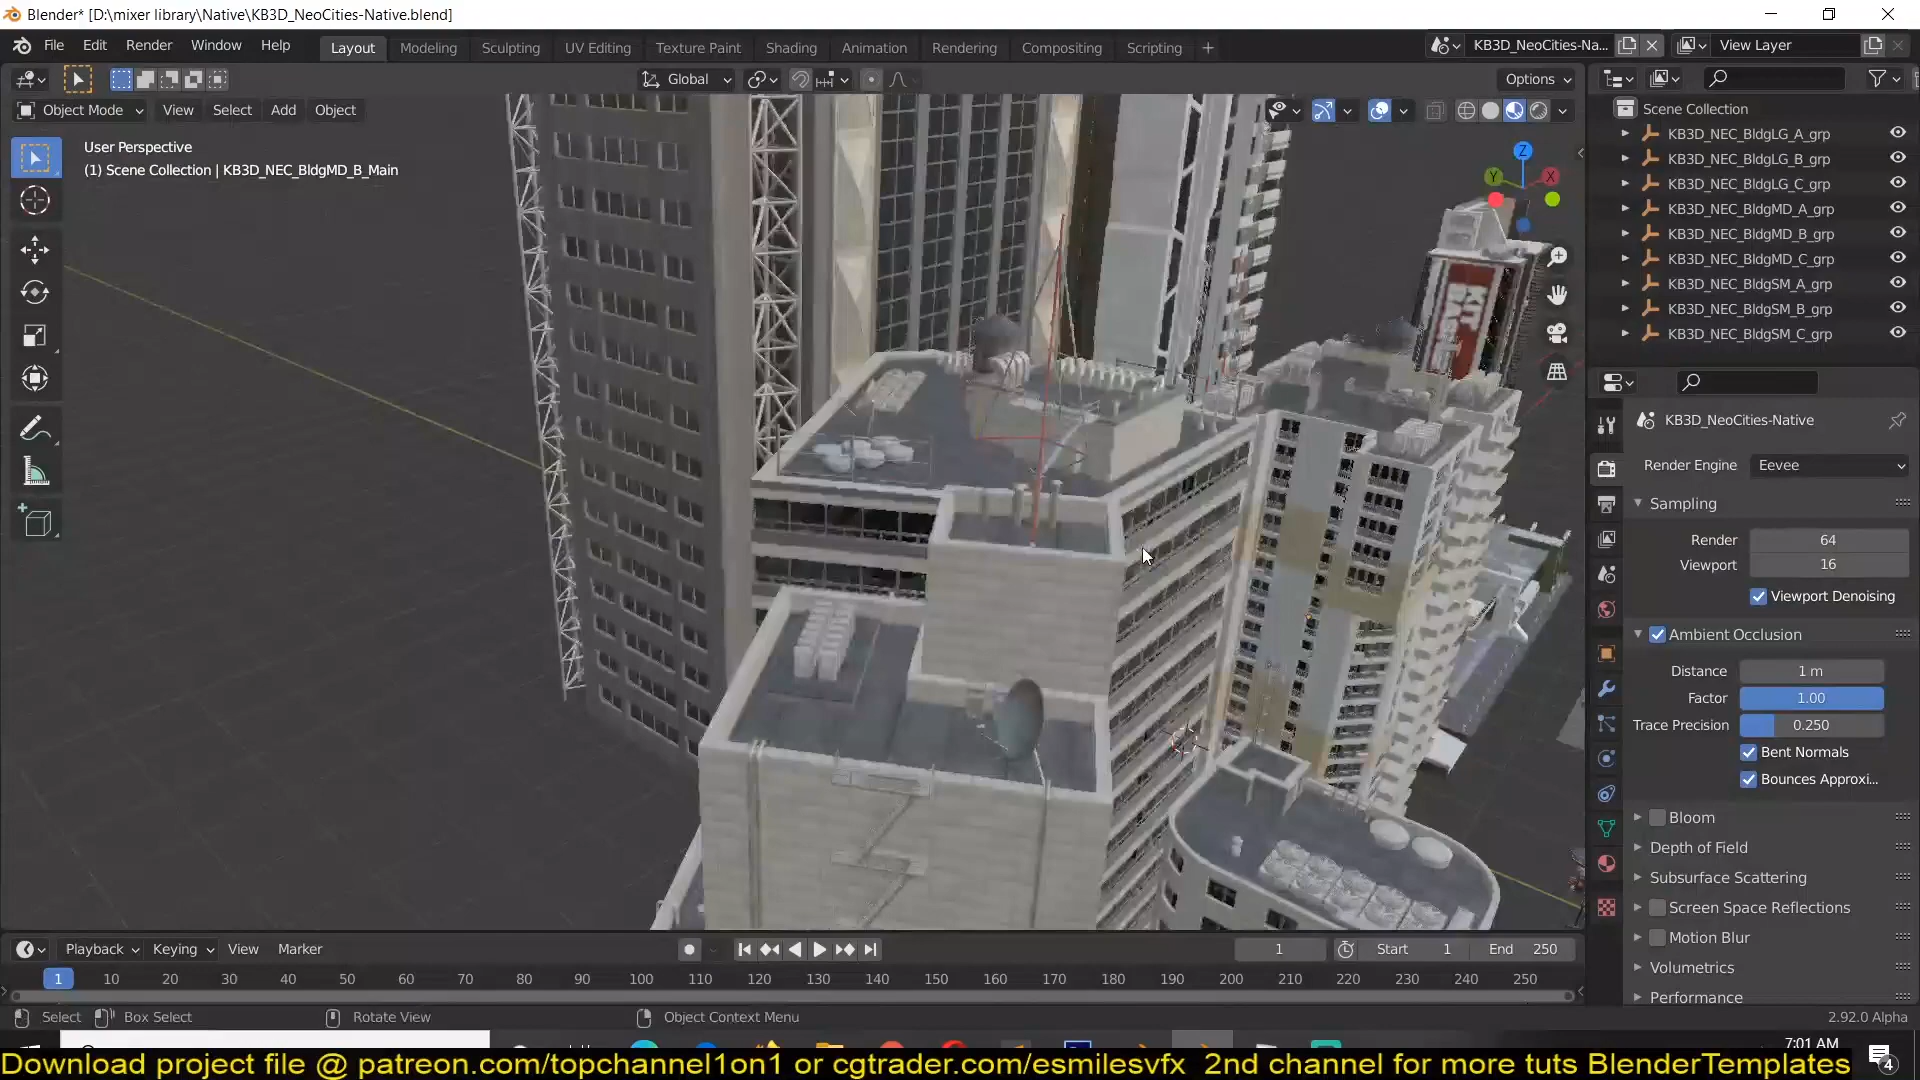 Blender* [D:\mixer library\Native\KB3D_NeoCities-Native.blend]
File Edit Render Window Help Layout Modeling Sculpting UV Editing Texture Paint Shading Animation Rendering Compositing Scripting + KB3D_NeoCities-Na... View Layer
Global Options
Object Mode View Select Add Object
User Perspective
(1) Scene Collection | KB3D_NEC_BldgMD_B_Main
Z
Y X
KIT
BASH
Scene Collection
KB3D_NEC_BldgLG_A_grp
KB3D_NEC_BldgLG_B_grp
KB3D_NEC_BldgLG_C_grp
KB3D_NEC_BldgMD_A_grp
KB3D_NEC_BldgMD_B_grp
KB3D_NEC_BldgMD_C_grp
KB3D_NEC_BldgSM_A_grp
KB3D_NEC_BldgSM_B_grp
KB3D_NEC_BldgSM_C_grp
KB3D_NeoCities-Native
Render Engine Eevee
Sampling
Render 64
Viewport 16
Viewport Denoising
Ambient Occlusion
Distance 1 m
Factor 1.00
Trace Precision 0.250
Bent Normals
Bounces Approxi...
Bloom
Depth of Field
Subsurface Scattering
Screen Space Reflections
Motion Blur
Volumetrics
Performance
Playback Keying View Marker 1 Start 1 End 250
1 10 20 30 40 50 60 70 80 90 100 110 120 130 140 150 160 170 180 190 200 210 220 230 240 250
Select Box Select Rotate View Object Context Menu 2.92.0 Alpha
7:01 AM
4
Download project file @ patreon.com/topchannel1on1 or cgtrader.com/esmilesvfx 2nd channel for more tuts BlenderTemplates